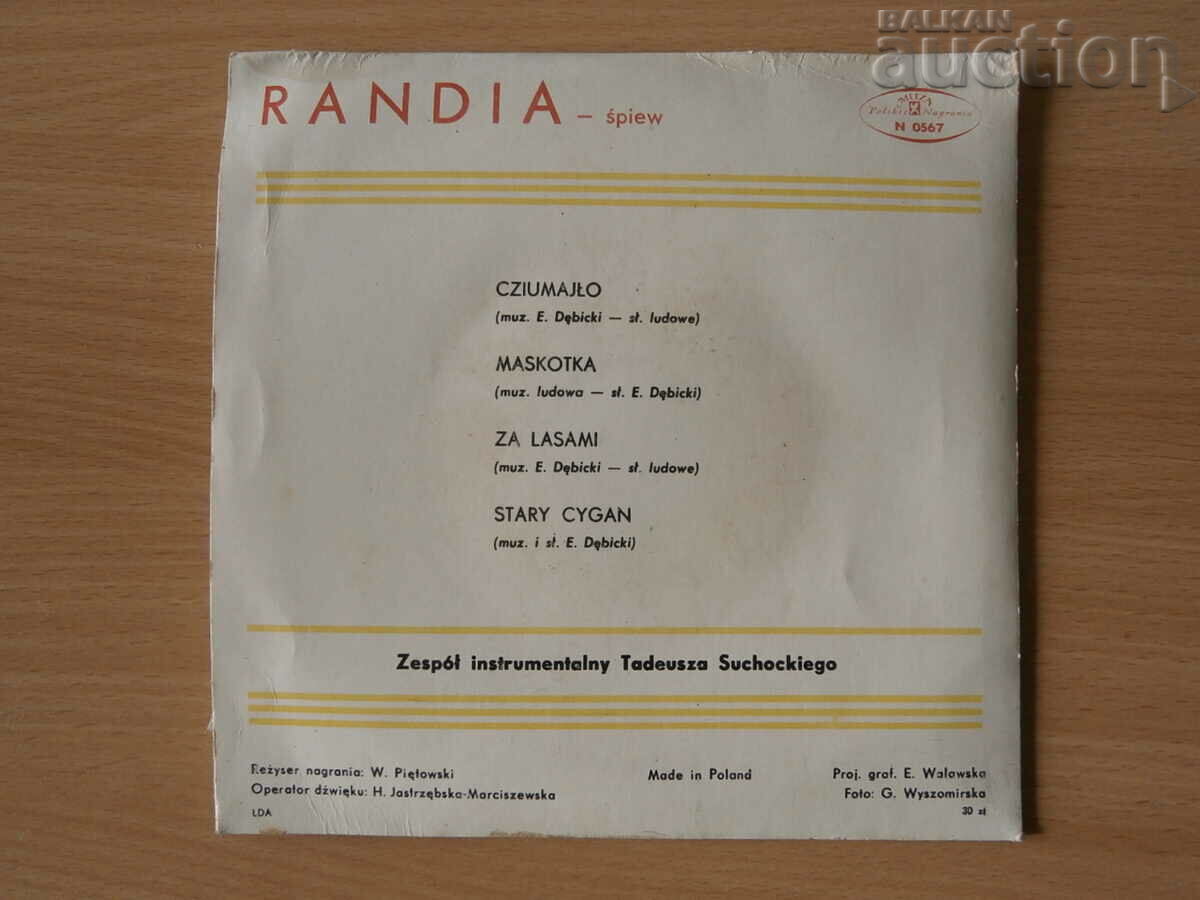 BALKAN
auction
RANDIA – śpiew
MUZA
Polskie Nagrania
N 0567
CZIUMAJŁO
(muz. E. Dębicki — sł. ludowe)
MASKOTKA
(muz. ludowa — sł. E. Dębicki)
ZA LASAMI
(muz. E. Dębicki — sł. ludowe)
STARY CYGAN
(muz. i sł. E. Dębicki)
Zespół instrumentalny Tadeusza Suchockiego
Reżyser nagrania: W. Piętowski
Operator dźwięku: H. Jastrzębska-Marciszewska
ŁDA
Made in Poland
Proj. graf. E. Walawska
Foto: G. Wyszomirska
30 zł